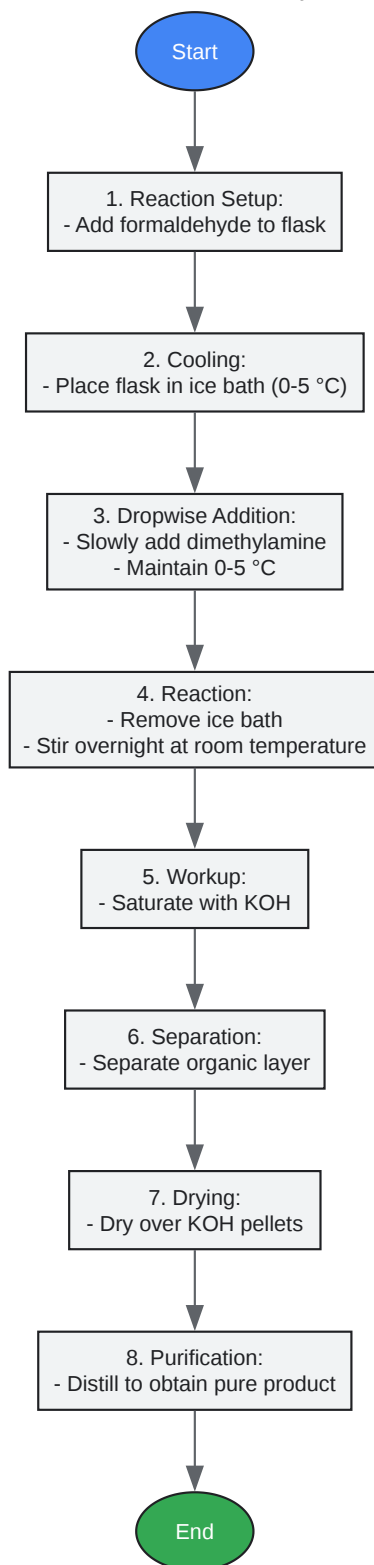 Start
1. Reaction Setup:
- Add formaldehyde to flask
2. Cooling:
- Place flask in ice bath (0-5 °C)
3. Dropwise Addition:
- Slowly add dimethylamine
- Maintain 0-5 °C
4. Reaction:
- Remove ice bath
- Stir overnight at room temperature
5. Workup:
- Saturate with KOH
6. Separation:
- Separate organic layer
7. Drying:
- Dry over KOH pellets
8. Purification:
- Distill to obtain pure product
End